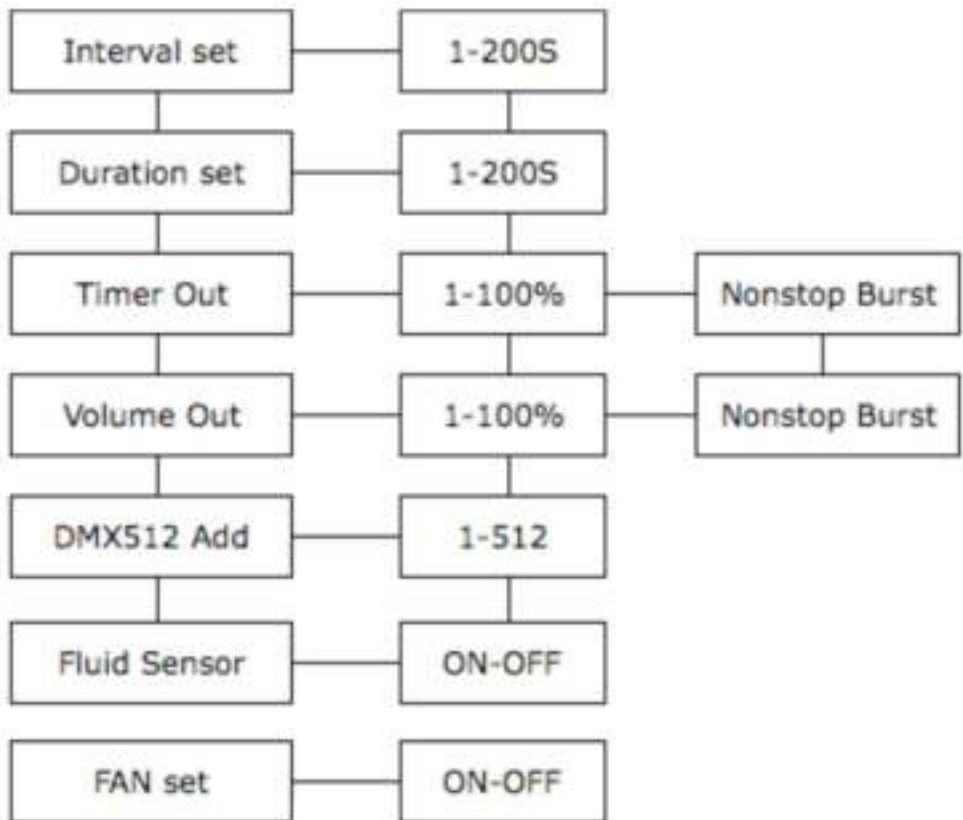 Interval set 1-200S
Duration set 1-200S
Timer Out 1-100% Nonstop Burst
Volume Out 1-100% Nonstop Burst
DMX512 Add 1-512
Fluid Sensor ON-OFF
FAN set ON-OFF